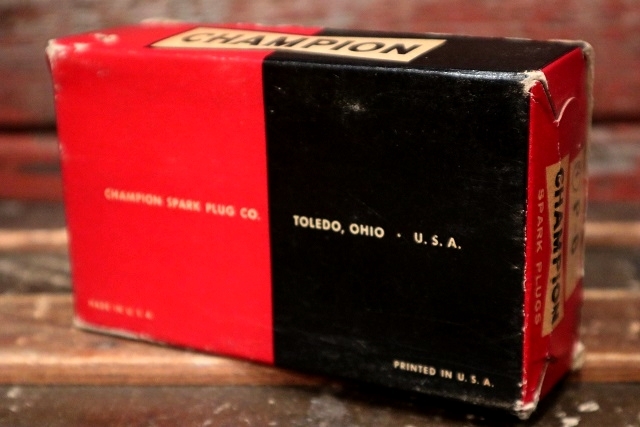 CHAMPION
CHAMPION SPARK PLUG CO.
TOLEDO, OHIO · U.S.A.
MADE IN U.S.A.
PRINTED IN U.S.A.
CHAMPION
SPARK PLUGS